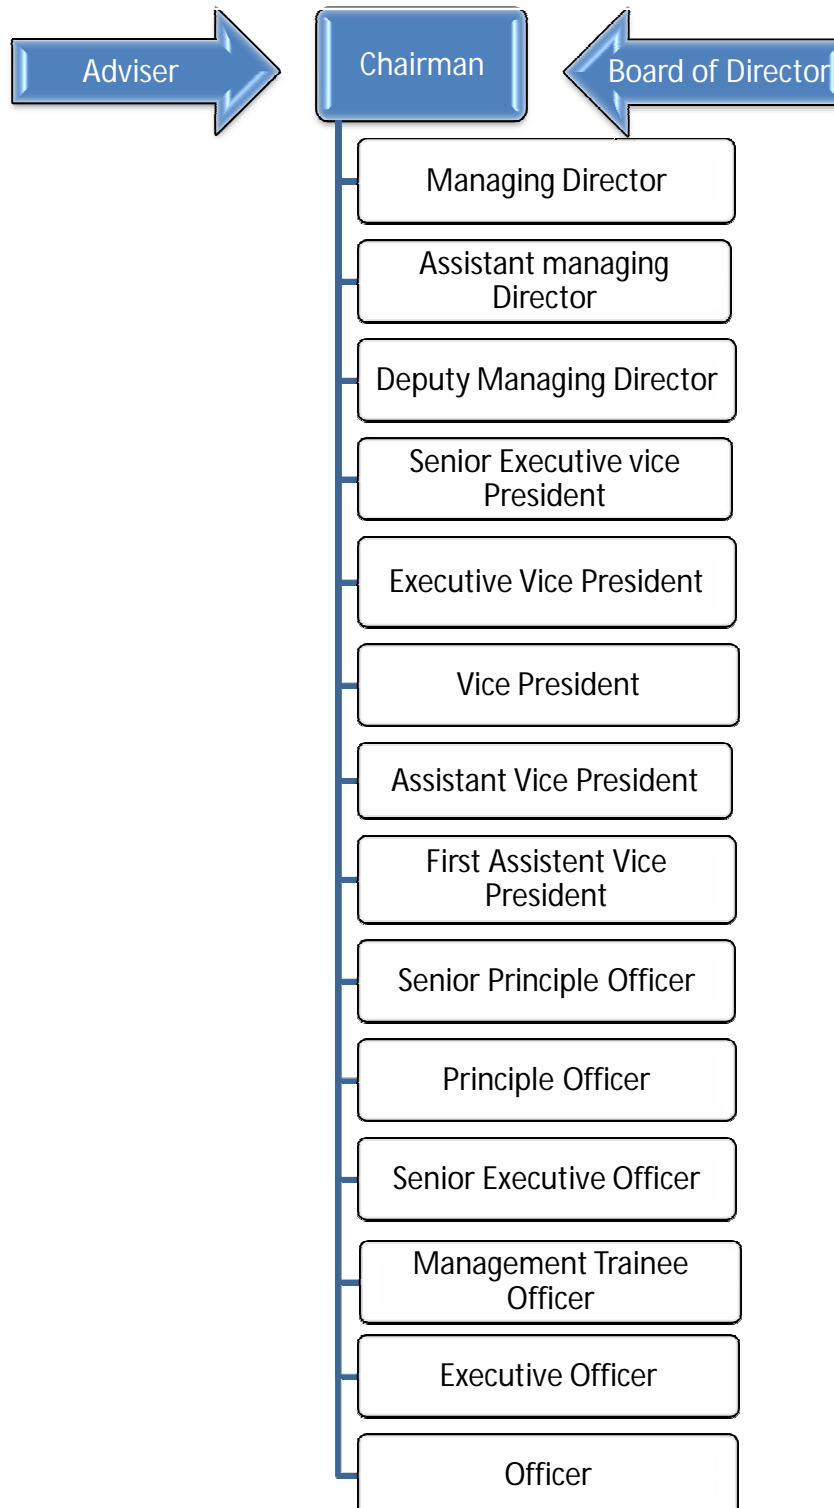 Adviser
Chairman
Board of Director
Managing Director
Assistant managing
Director
Deputy Managing Director
Senior Executive vice
President
Executive Vice President
Vice President
Assistant Vice President
First Assistent Vice
President
Senior Principle Officer
Principle Officer
Senior Executive Officer
Management Trainee
Officer
Executive Officer
Officer